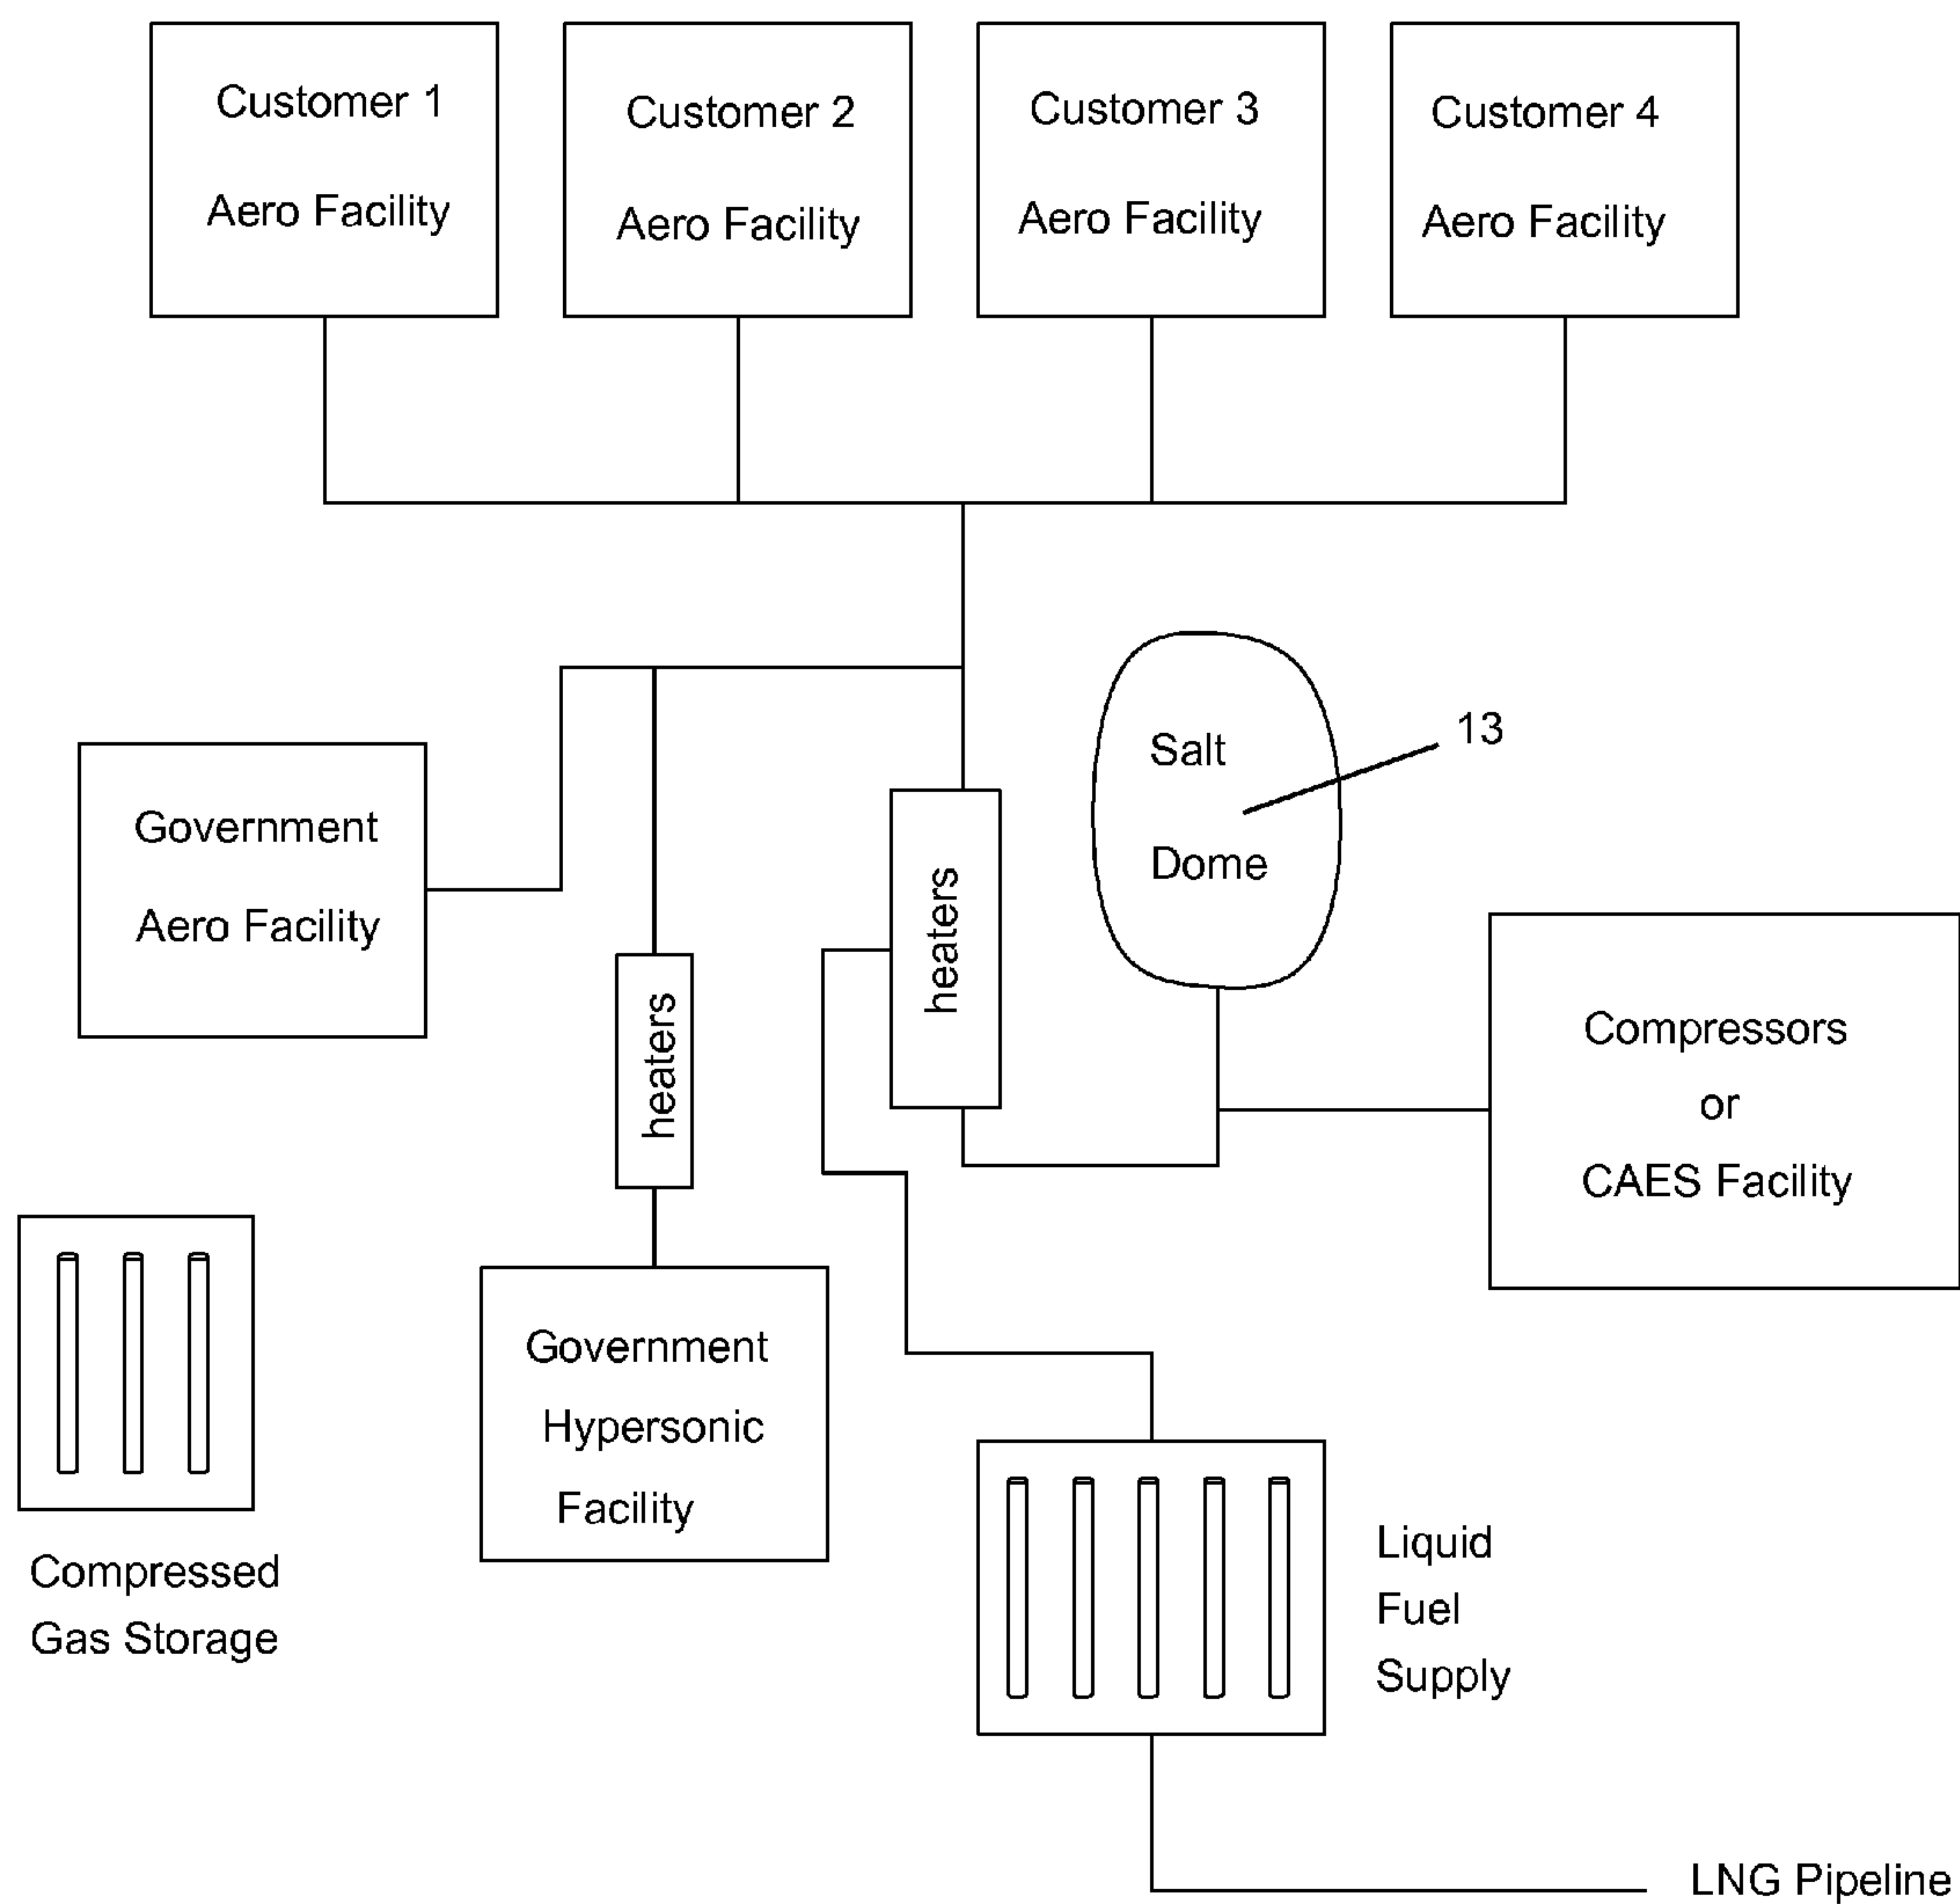 Customer 1
Aero Facility
Customer 2
Aero Facility
Customer 3
Aero Facility
Customer 4
Aero Facility
Salt
Dome
13
Government
Aero Facility
heaters
heaters
Compressors
or
CAES Facility
Government
Hypersonic
Facility
Compressed
Gas Storage
Liquid
Fuel
Supply
LNG Pipeline